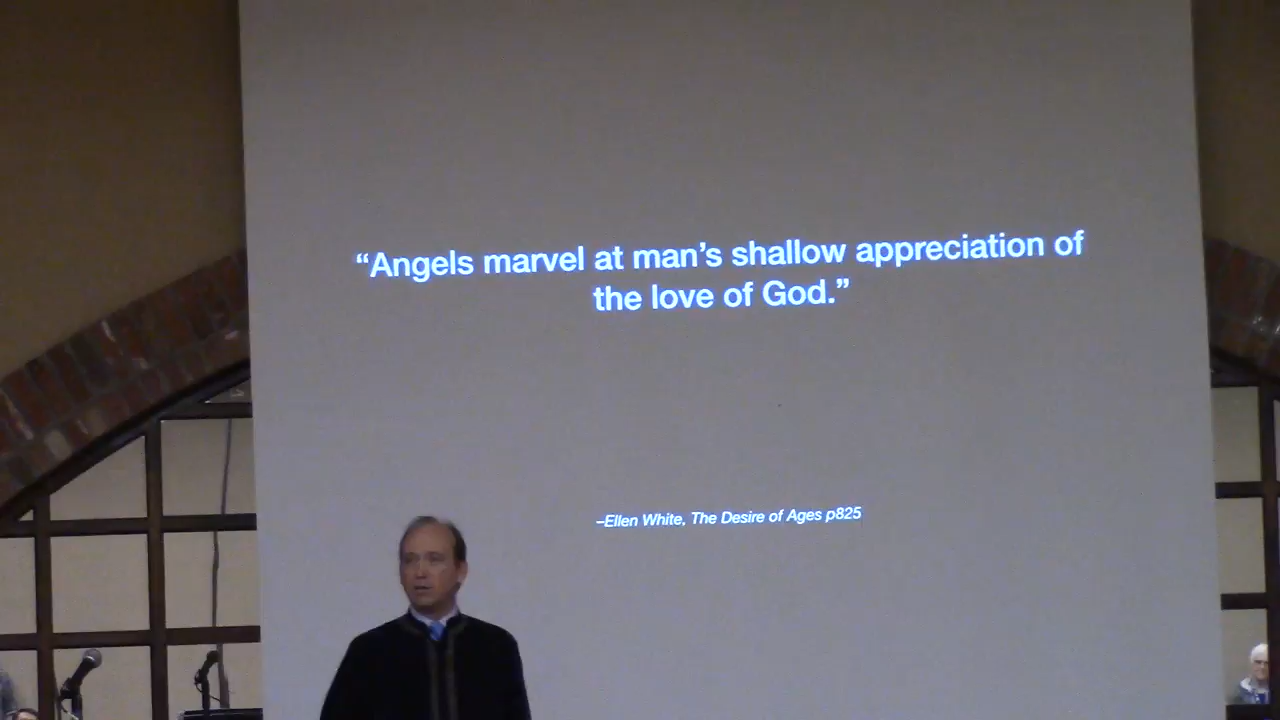 “Angels marvel at man’s shallow appreciation of
the love of God.”
–Ellen White, The Desire of Ages p825